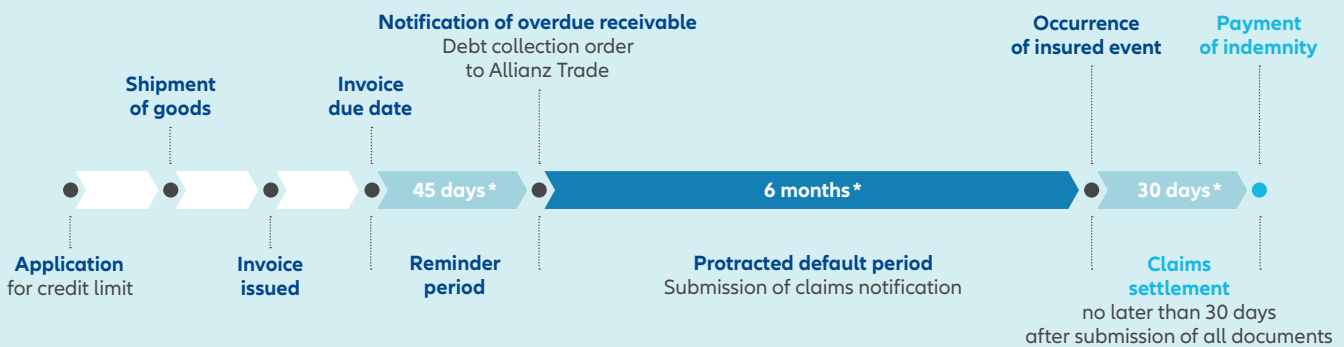 Notification of overdue receivable
Debt collection order
to Allianz Trade
Occurrence
of insured event
Payment
of indemnity
Shipment
of goods
Invoice
due date
45 days*
6 months*
30 days*
Application
for credit limit
Invoice
issued
Reminder
period
Protracted default period
Submission of claims notification
Claims
settlement
no later than 30 days
after submission of all documents